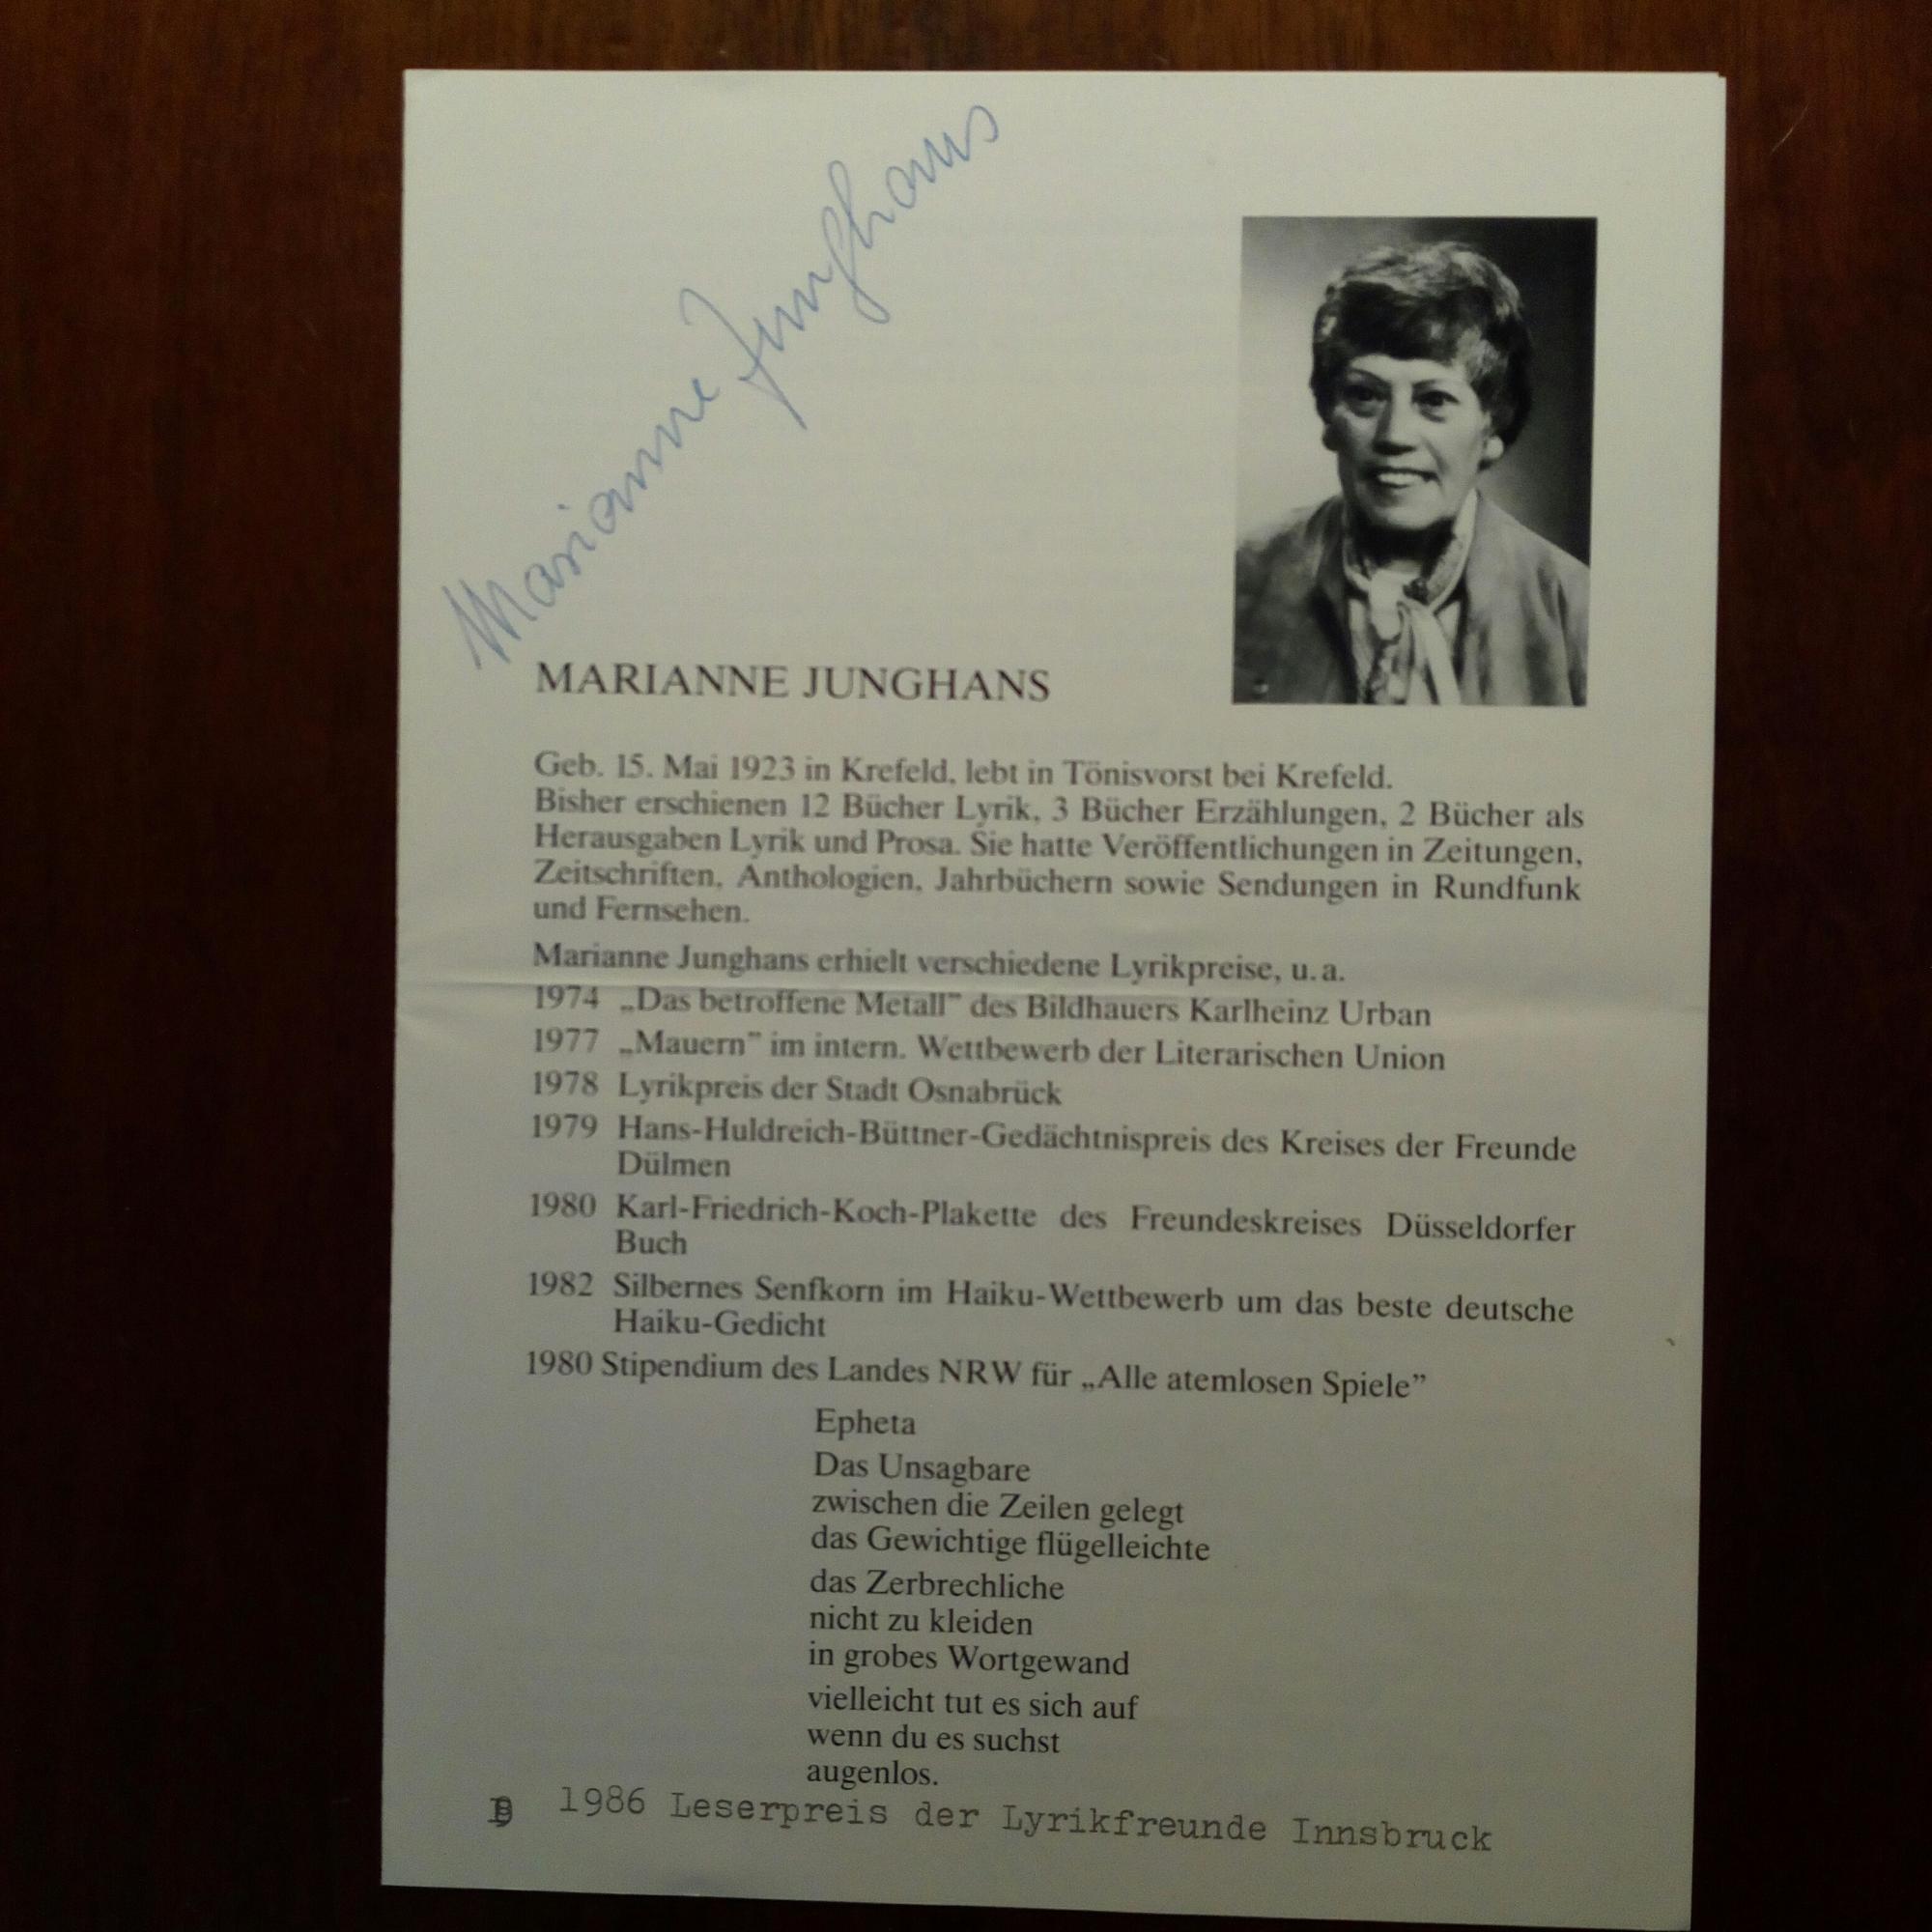 Marianne Junghans
MARIANNE JUNGHANS
Geb. 15. Mai 1923 in Krefeld, lebt in Tönisvorst bei Krefeld.
Bisher erschienen 12 Bücher Lyrik, 3 Bücher Erzählungen, 2 Bücher als
Herausgaben Lyrik und Prosa. Sie hatte Veröffentlichungen in Zeitungen,
Zeitschriften, Anthologien, Jahrbüchern sowie Sendungen in Rundfunk
und Fernsehen.
Marianne Junghans erhielt verschiedene Lyrikpreise, u.a.
1974 „Das betroffene Metall” des Bildhauers Karlheinz Urban
1977 „Mauern” im intern. Wettbewerb der Literarischen Union
1978 Lyrikpreis der Stadt Osnabrück
1979 Hans-Huldreich-Büttner-Gedächtnispreis des Kreises der Freunde
Dülmen
1980 Karl-Friedrich-Koch-Plakette des Freundeskreises Düsseldorfer
Buch
1982 Silbernes Senfkorn im Haiku-Wettbewerb um das beste deutsche
Haiku-Gedicht
1980 Stipendium des Landes NRW für „Alle atemlosen Spiele”
Epheta
Das Unsagbare
zwischen die Zeilen gelegt
das Gewichtige flügelleichte
das Zerbrechliche
nicht zu kleiden
in grobes Wortgewand
vielleicht tut es sich auf
wenn du es suchst
augenlos.
1986 Leserpreis der Lyrikfreunde Innsbruck